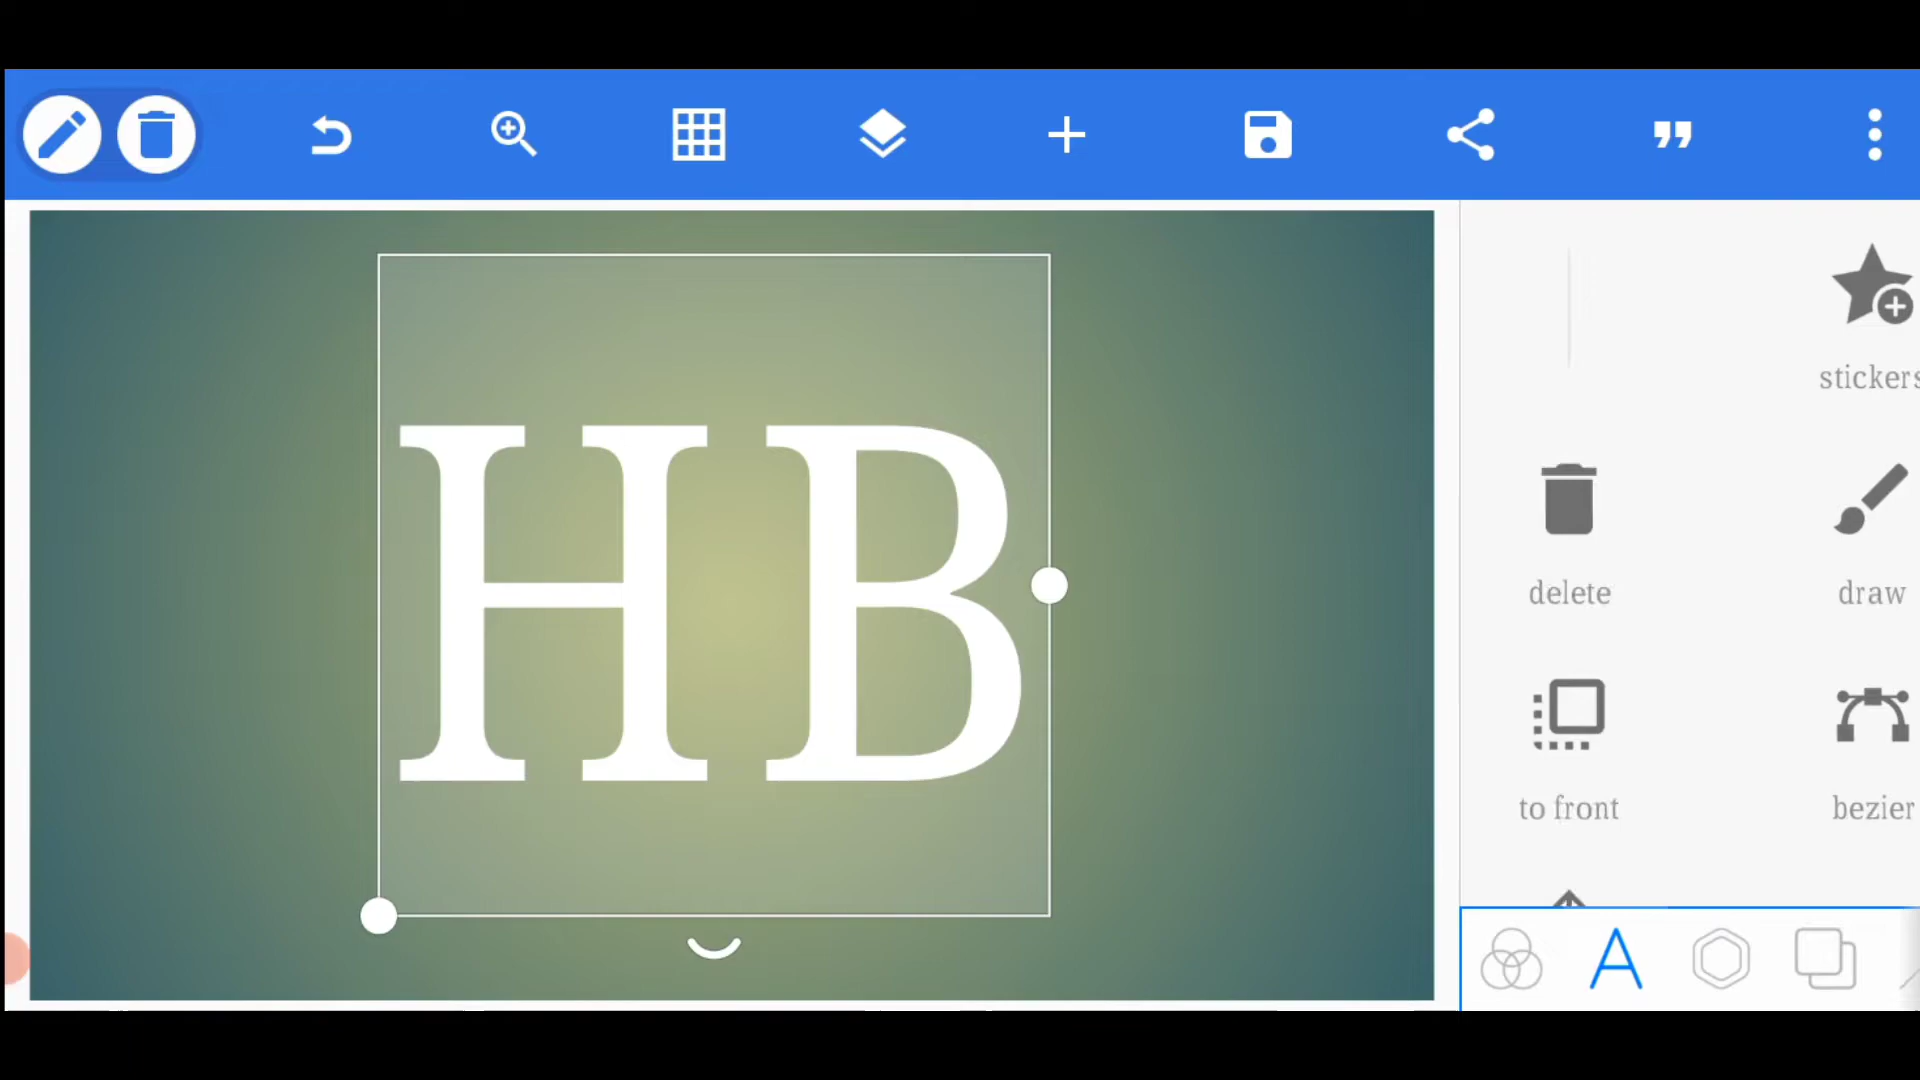 HB
stickers
delete
draw
to front
bezier